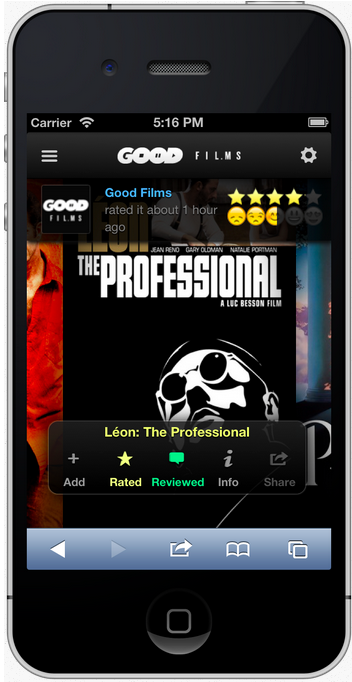 Carrier 5:16 PM
GOOD FILMS
GOOD FILMS
Good Films
rated it about 1 hour
ago
LÉON
JEAN RENO GARY OLDMAN NATALIE PORTMAN
THE PROFESSIONAL
A LUC BESSON FILM
Léon: The Professional
Add Rated Reviewed Info Share